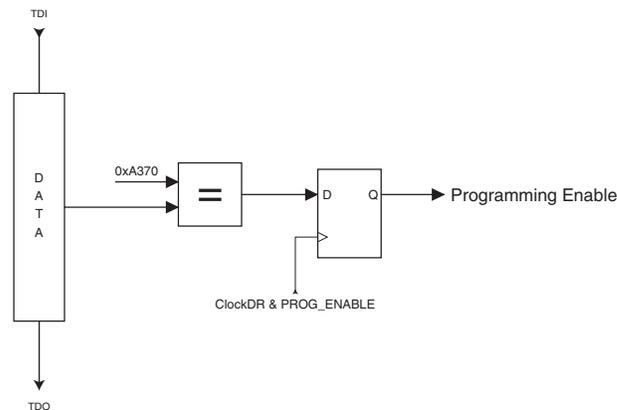 TDI
D
A
T
A
0xA370
=
D
Q
Programming Enable
ClockDR & PROG_ENABLE
TDO